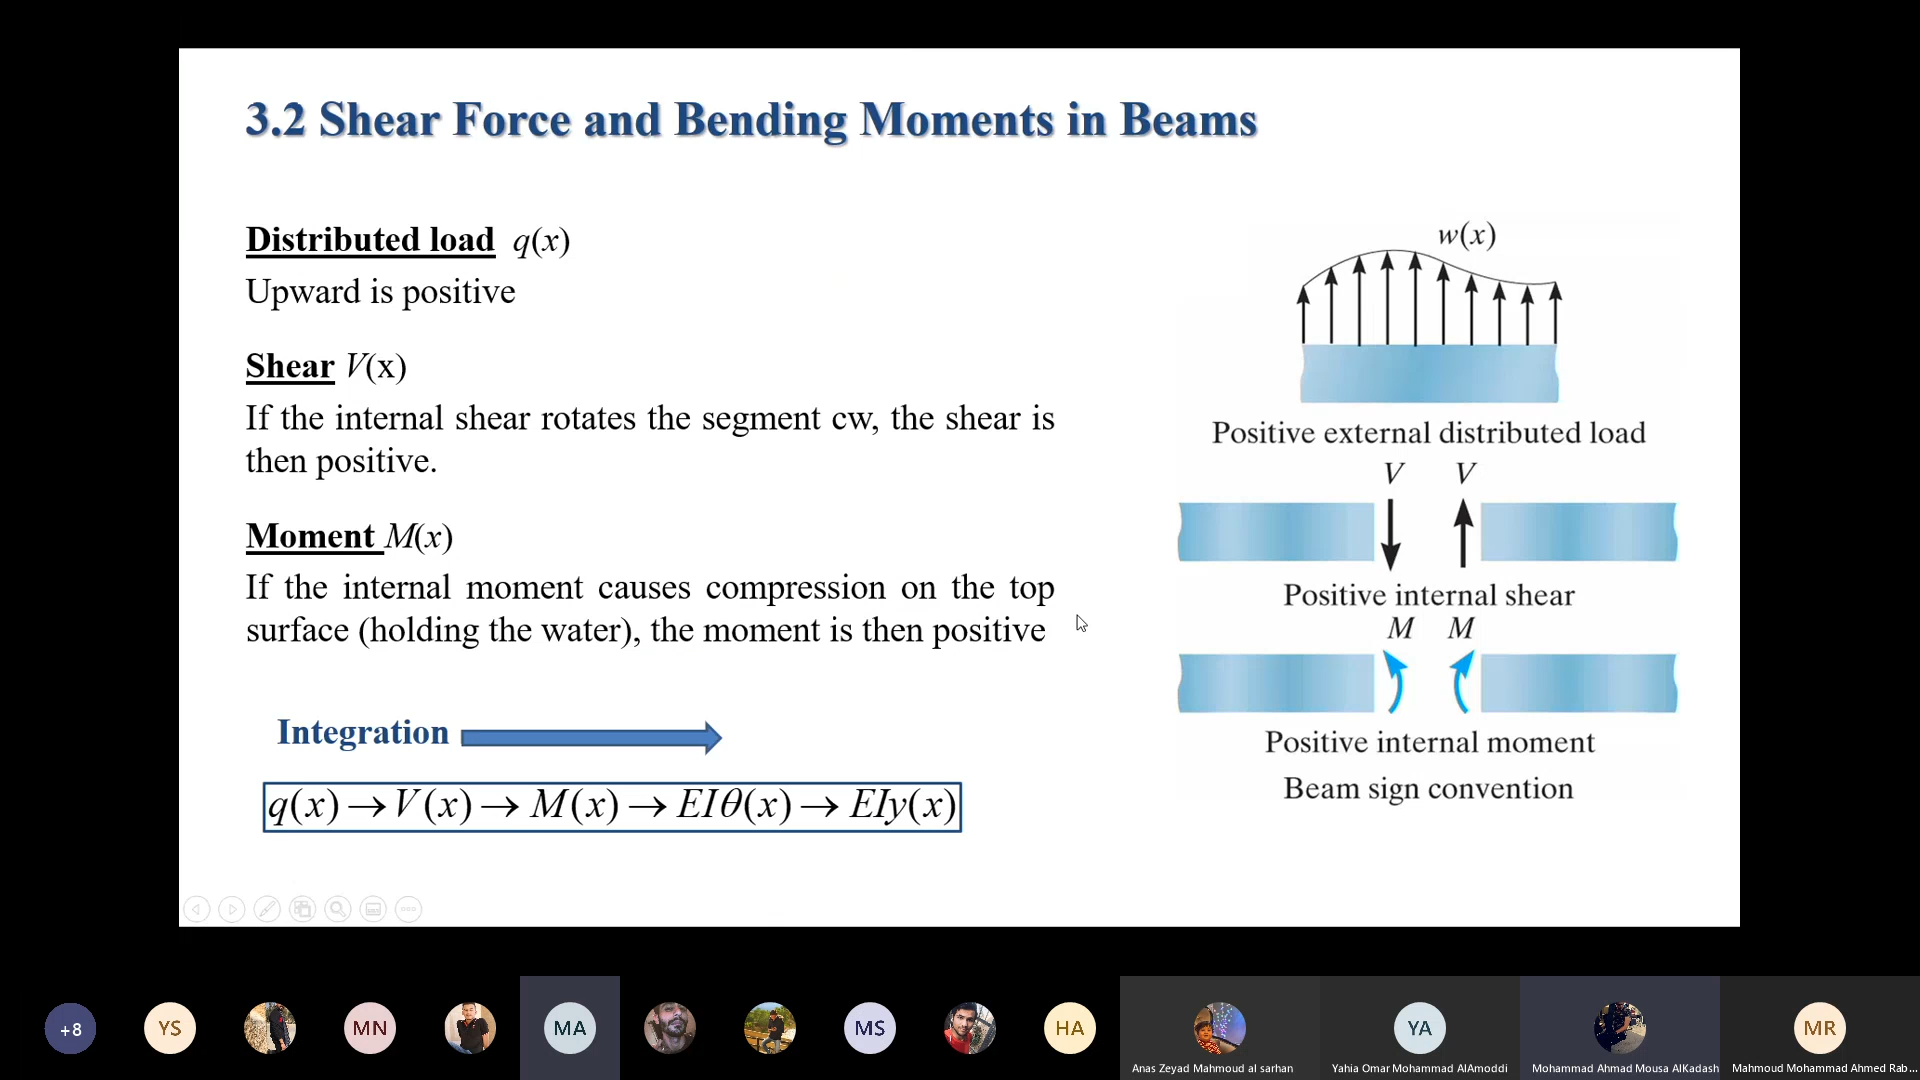 3.2 Shear Force and Bending Moments in Beams
Distributed load q(x)
Upward is positive
Shear V(x)
If the internal shear rotates the segment cw, the shear is
then positive.
Moment M(x)
If the internal moment causes compression on the top
surface (holding the water), the moment is then positive
Integration
q(x)→V(x)→M(x)→EIθ(x)→EIy(x)
w(x)
Positive external distributed load
V V
Positive internal shear
M M
Positive internal moment
Beam sign convention
+8
YS
MN
MA
MS
HA
YA
MR
Anas Zeyad Mahmoud al sarhan
Yahia Omar Mohammad AlAmoddi
Mohammad Ahmad Mousa AlKadash
Mahmoud Mohammad Ahmed Rab...